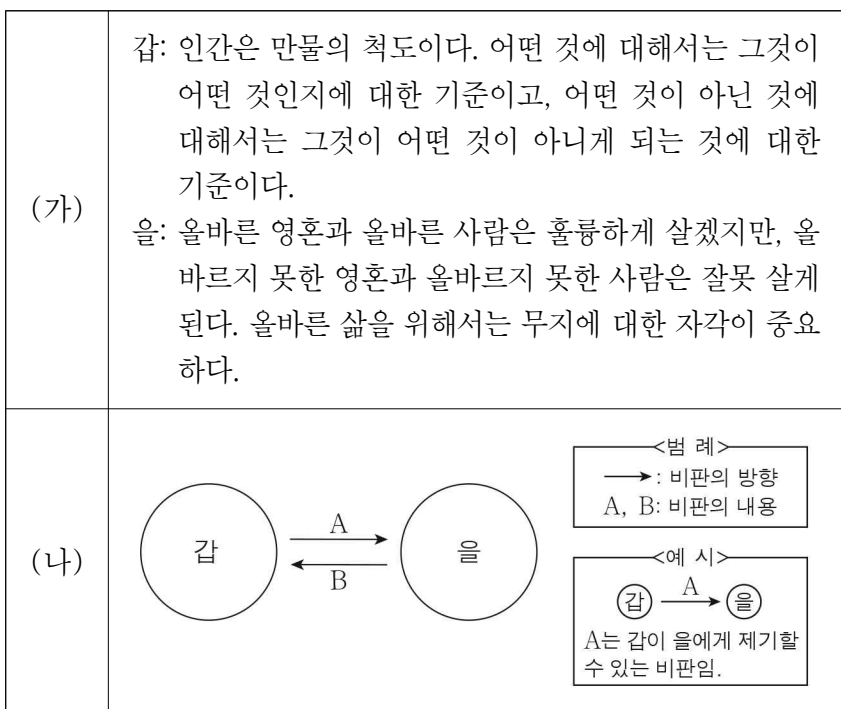 (가)
갑: 인간은 만물의 척도이다. 어떤 것에 대해서는 그것이
어떤 것인지에 대한 기준이고, 어떤 것이 아닌 것에
대해서는 그것이 어떤 것이 아니게 되는 것에 대한
기준이다.
을: 올바른 영혼과 올바른 사람은 훌륭하게 살겠지만, 올
바르지 못한 영혼과 올바르지 못한 사람은 잘못 살게
된다. 올바른 삶을 위해서는 무지에 대한 자각이 중요
하다.
(나)
갑
A
B
을
<범 례>
: 비판의 방향
A, B: 비판의 내용
<예 시>
갑 A 을
A는 갑이 을에게 제기할
수 있는 비판임.